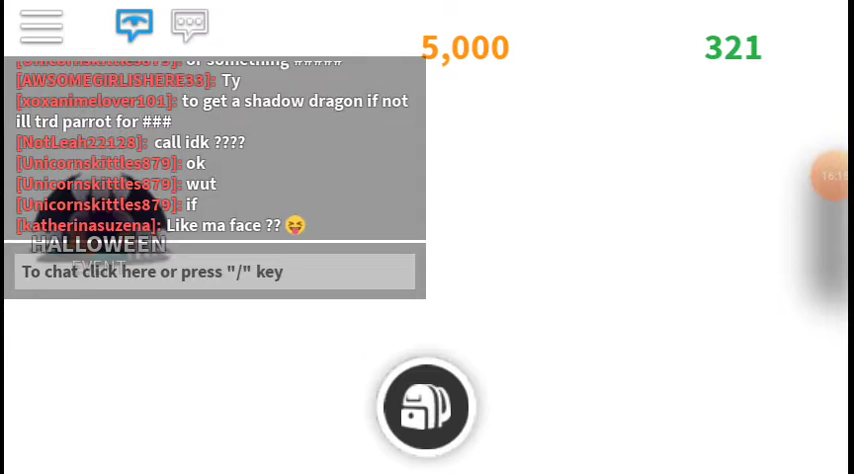 5,000
321
or something #####
[AWSOMEGIRLISHERE33]: Ty
[xoxanimelover101]: to get a shadow dragon if not
ill trd parrot for ###
[NotLeah22128]: call idk ????
[Unicornskittles879]: ok
[Unicornskittles879]: wut
[Unicornskittles879]: if
[katherinasuzena]: Like ma face ?? 😝
HALLOWEEN
EVENT
To chat click here or press "/" key